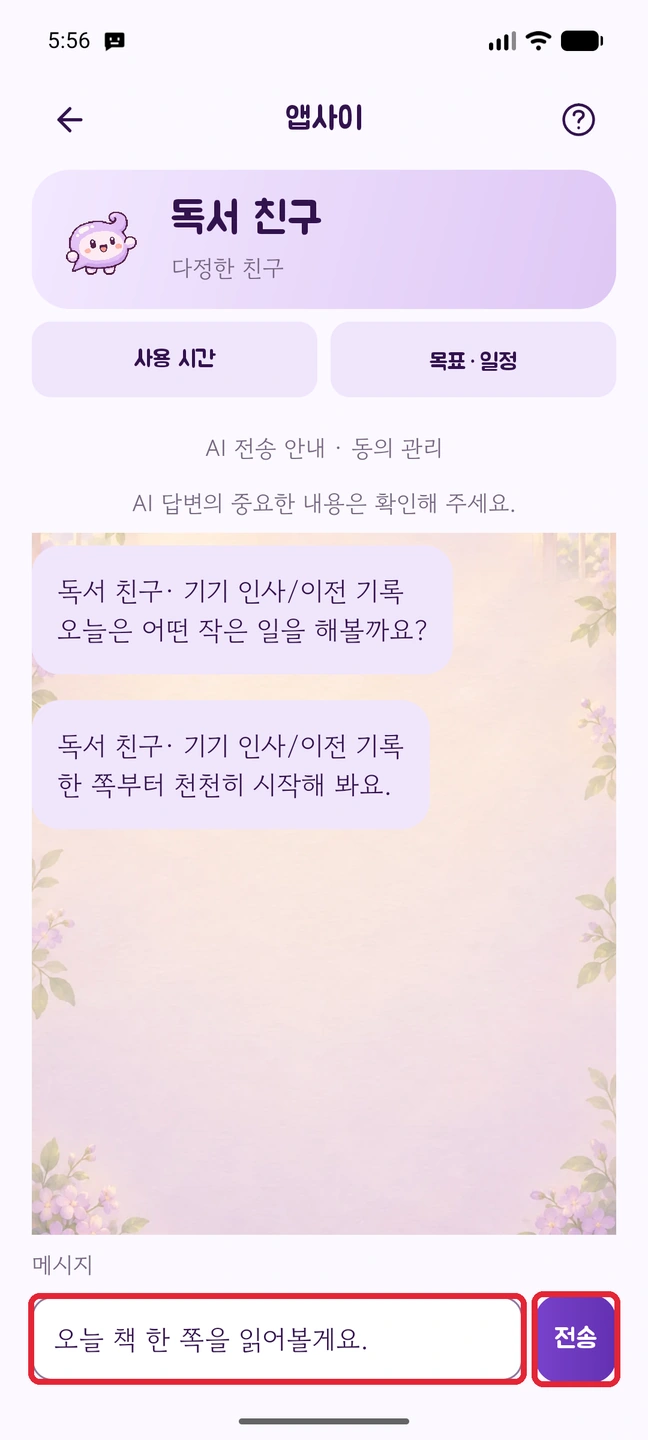 5:56
앱사이
독서 친구
다정한 친구
사용 시간
목표 · 일정
AI 전송 안내 · 동의 관리
AI 답변의 중요한 내용은 확인해 주세요.
독서 친구· 기기 인사/이전 기록
오늘은 어떤 작은 일을 해볼까요?
독서 친구· 기기 인사/이전 기록
한 쪽부터 천천히 시작해 봐요.
메시지
오늘 책 한 쪽을 읽어볼게요.
전송